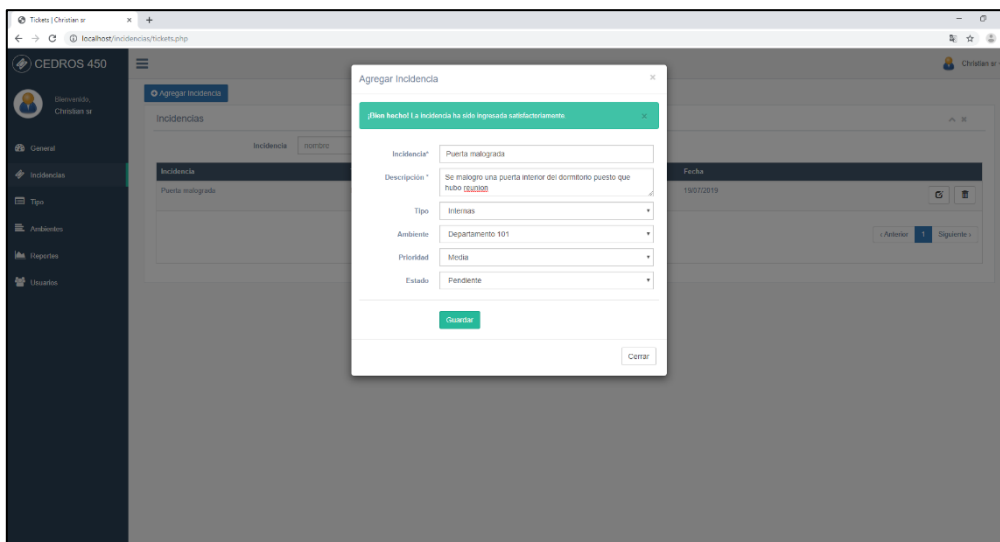 Tickets | Christian sr
localhost/incidencias/tickets.php
CEDROS 450
Christian sr
Bienvenido,
Christian sr
General
Incidencias
Tipo
Ambientes
Reportes
Usuarios
Agregar Incidencia
Incidencias
Incidencia nombre
Incidencia Fecha
Puerta malograda 15/07/2019
‹ Anterior 1 Siguiente ›
Agregar Incidencia ×
¡Bien hecho! La incidencia ha sido ingresada satisfactoriamente. ×
Incidencia* Puerta malograda
Descripción * Se malogro una puerta interior del dormitorio puesto que
hubo reunion
Tipo Internas
Ambiente Departamento 101
Prioridad Media
Estado Pendiente
Guardar
Cerrar